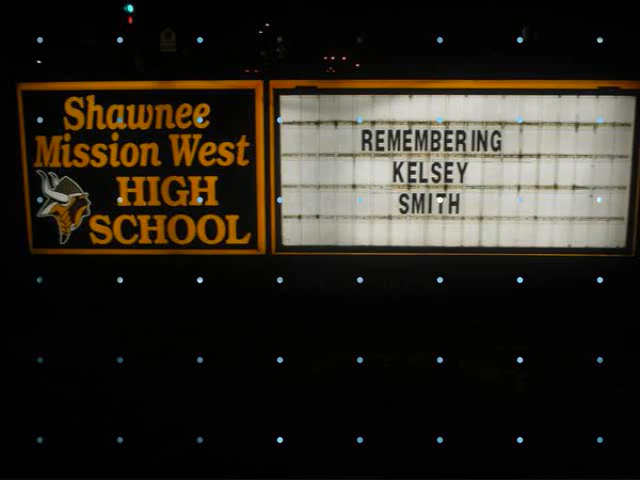 Shawnee
Mission West
HIGH
SCHOOL
REMEMBERING
KELSEY
SMITH